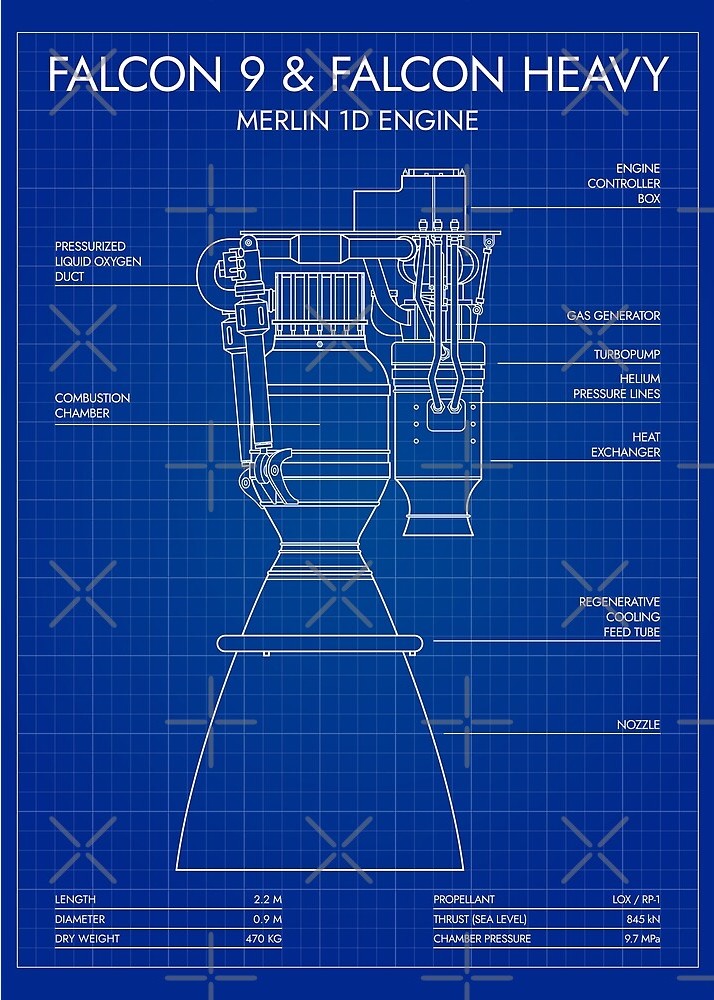 FALCON 9 & FALCON HEAVY
MERLIN 1D ENGINE
ENGINE
CONTROLLER
BOX
PRESSURIZED
LIQUID OXYGEN
DUCT
GAS GENERATOR
TURBOPUMP
HELIUM
PRESSURE LINES
COMBUSTION
CHAMBER
HEAT
EXCHANGER
REGENERATIVE
COOLING
FEED TUBE
NOZZLE
LENGTH 2.2 M
DIAMETER 0.9 M
DRY WEIGHT 470 KG
PROPELLANT LOX / RP-1
THRUST (SEA LEVEL) 845 kN
CHAMBER PRESSURE 9.7 MPa